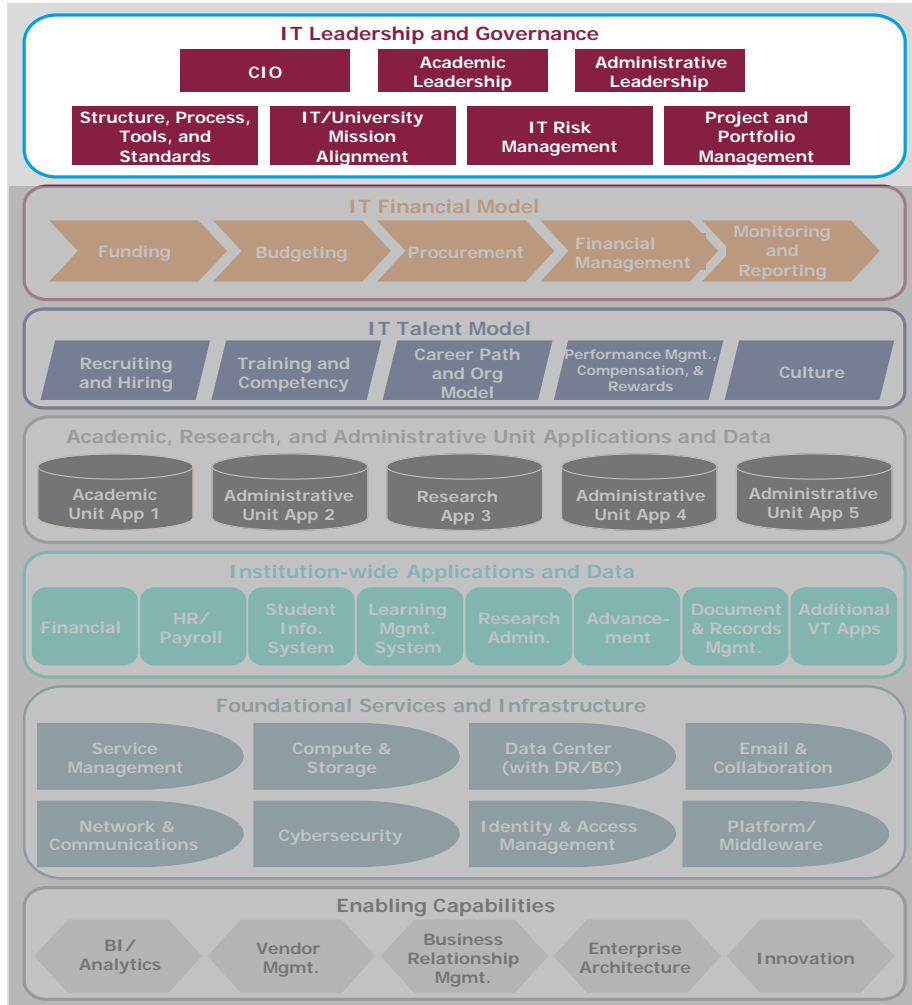 IT Leadership and Governance
CIO
Academic
Leadership
Administrative
Leadership
Structure, Process,
Tools, and
Standards
IT/University
Mission
Alignment
IT Risk
Management
Project and
Portfolio
Management
IT Financial Model
Funding
Budgeting
Procurement
Financial
Management
Monitoring
and
Reporting
IT Talent Model
Recruiting
and Hiring
Training and
Competency
Career Path
and Org
Model
Performance Mgmt.,
Compensation, &
Rewards
Culture
Academic, Research, and Administrative Unit Applications and Data
Academic
Unit App 1
Administrative
Unit App 2
Research
App 3
Administrative
Unit App 4
Administrative
Unit App 5
Institution-wide Applications and Data
Financial
HR/
Payroll
Student
Info.
System
Learning
Mgmt.
System
Research
Admin.
Advance-
ment
Document
& Records
Mgmt.
Additional
VT Apps
Foundational Services and Infrastructure
Service
Management
Compute &
Storage
Data Center
(with DR/BC)
Email &
Collaboration
Network &
Communications
Cybersecurity
Identity & Access
Management
Platform/
Middleware
Enabling Capabilities
BI/
Analytics
Vendor
Mgmt.
Business
Relationship
Mgmt.
Enterprise
Architecture
Innovation